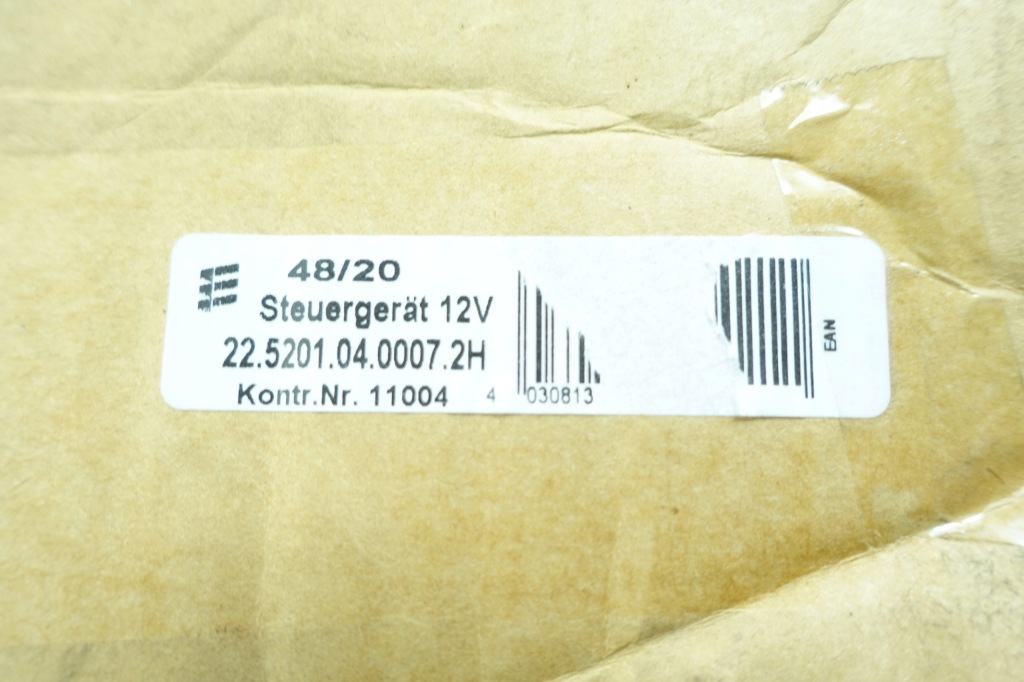 48/20
Steuergerät 12V
22.5201.04.0007.2H
Kontr.Nr. 11004
4 030813
EAN